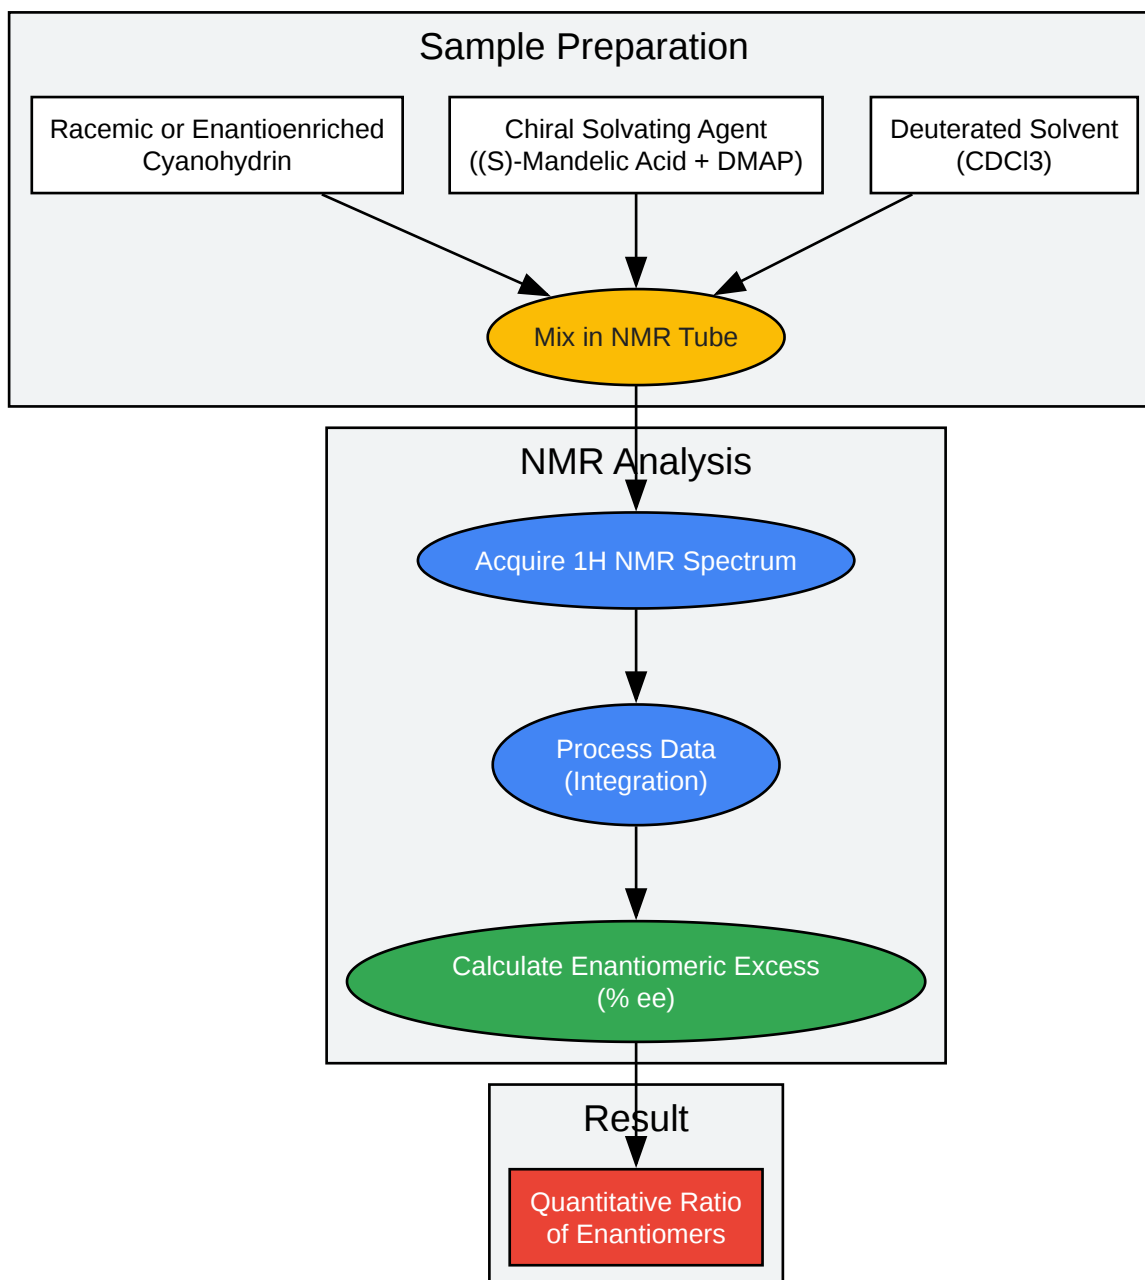 Sample Preparation
Racemic or Enantioenriched
Cyanohydrin
Chiral Solvating Agent
((S)-Mandelic Acid + DMAP)
Deuterated Solvent
(CDCl3)
Mix in NMR Tube
NMR Analysis
Acquire 1H NMR Spectrum
Process Data
(Integration)
Calculate Enantiomeric Excess
(% ee)
Result
Quantitative Ratio
of Enantiomers